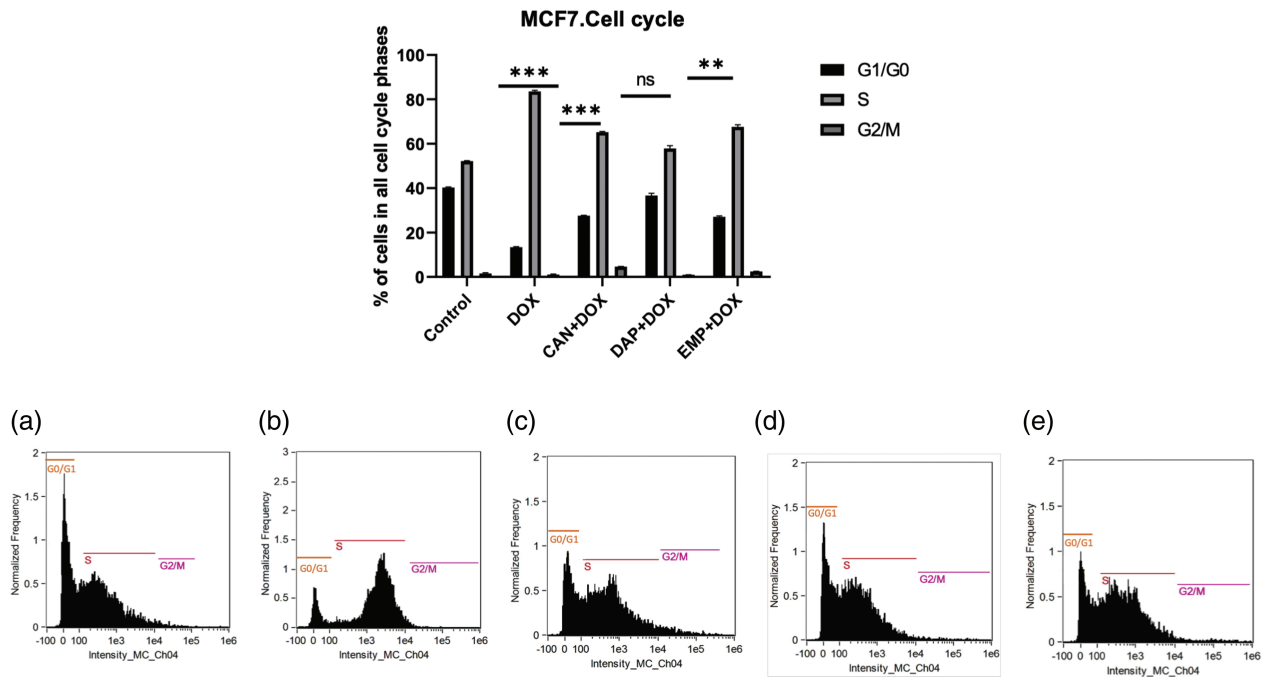 MCF7.Cell cycle
% of cells in all cell cycle phases
100
80
60
40
20
0
***
***
ns
**
G1/G0
S
G2/M
Control
DOX
CAN+DOX
DAP+DOX
EMP+DOX
(a)
Normalized Frequency
2
1.5
1
0.5
0
G0/G1
S
G2/M
-100 0 100 1e3 1e4 1e5 1e6
Intensity_MC_Ch04
(b)
Normalized Frequency
3
2.5
2
1.5
1
0.5
0
G0/G1
S
G2/M
-100 0 100 1e3 1e4 1e5 1e6
Intensity_MC_Ch04
(c)
Normalized Frequency
2
1.5
1
0.5
0
G0/G1
S
G2/M
-100 0 100 1e3 1e4 1e5 1e6
Intensity_MC_Ch04
(d)
Normalized Frequency
2
1.5
1
0.5
0
G0/G1
S
G2/M
-100 0 100 1e3 1e4 1e5 1e6
Intensity_MC_Ch04
(e)
Normalized Frequency
2
1.5
1
0.5
0
G0/G1
S
G2/M
-100 0 100 1e3 1e4 1e5 1e6
Intensity_MC_Ch04